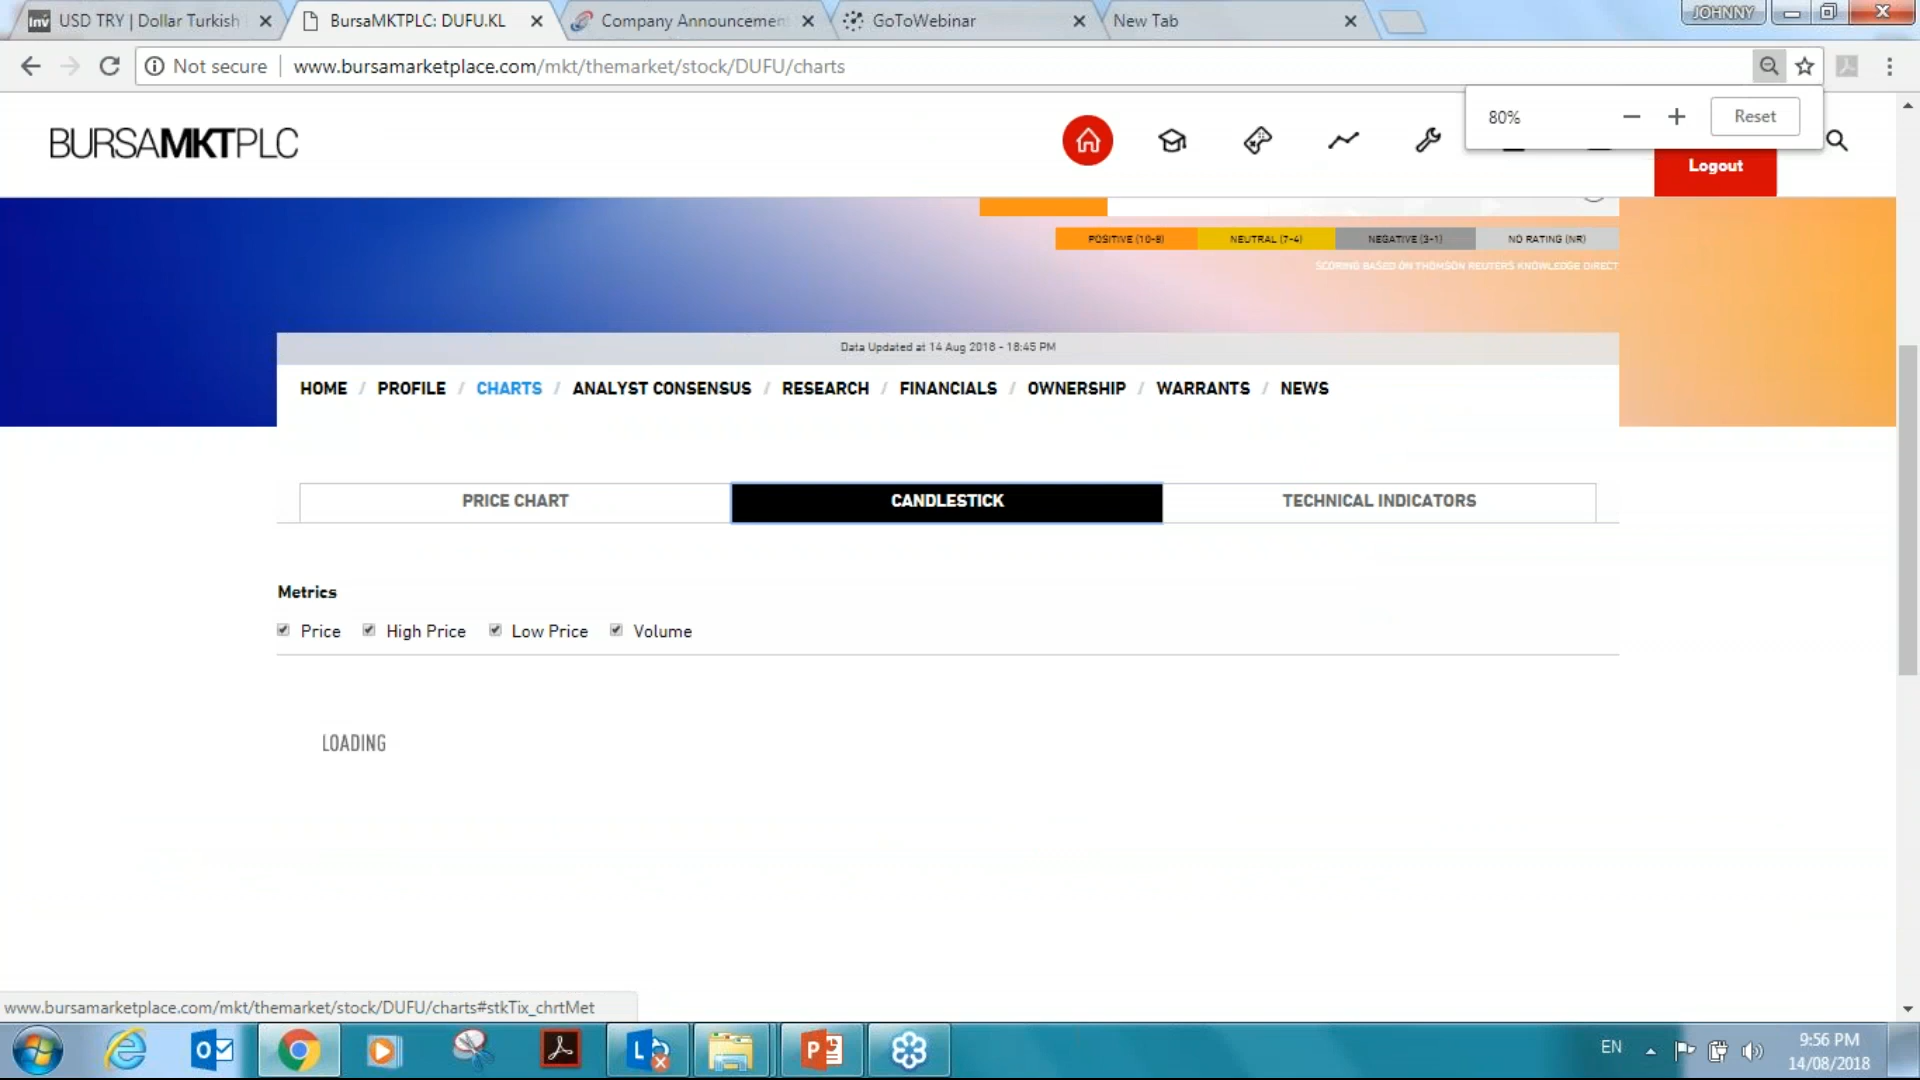 USD TRY | Dollar Turkish
BursaMKTPLC: DUFU.KL
Company Announcemen
GoToWebinar
New Tab
JOHNNY
Not secure
www.bursamarketplace.com/mkt/themarket/stock/DUFU/charts
80%
Reset
BURSAMKTPLC
Logout
POSITIVE (10-8)
NEUTRAL (7-4)
NEGATIVE (3-1)
NO RATING (NR)
SCORING BASED ON THOMSON REUTERS KNOWLEDGE DIRECT
Data Updated at 14 Aug 2018 - 18:45 PM
HOME / PROFILE / CHARTS / ANALYST CONSENSUS / RESEARCH / FINANCIALS / OWNERSHIP / WARRANTS / NEWS
PRICE CHART
CANDLESTICK
TECHNICAL INDICATORS
Metrics
Price High Price Low Price Volume
LOADING
www.bursamarketplace.com/mkt/themarket/stock/DUFU/charts#stkTix_chrtMet
EN
9:56 PM
14/08/2018